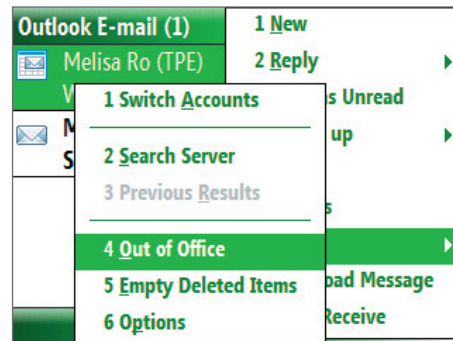 Outlook E-mail (1)
Melisa Ro (TPE)
1 New
2 Reply
s Unread
up
1 Switch Accounts
2 Search Server
3 Previous Results
4 Out of Office
5 Empty Deleted Items
6 Options
oad Message
Receive